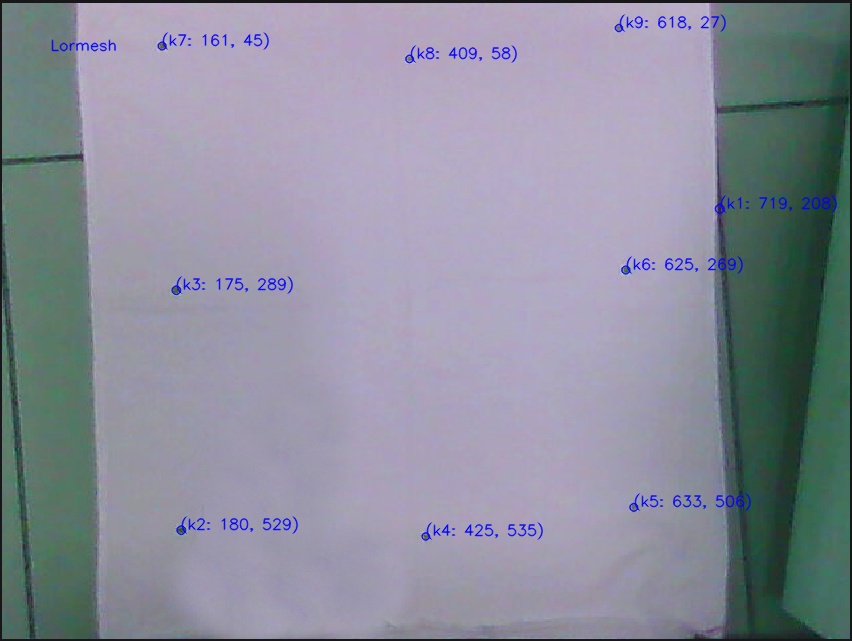 (k9: 618, 27)
Lormesh
(k7: 161, 45)
(k8: 409, 58)
(k1: 719, 208)
(k6: 625, 269)
(k3: 175, 289)
(k5: 633, 506)
(k2: 180, 529)
(k4: 425, 535)